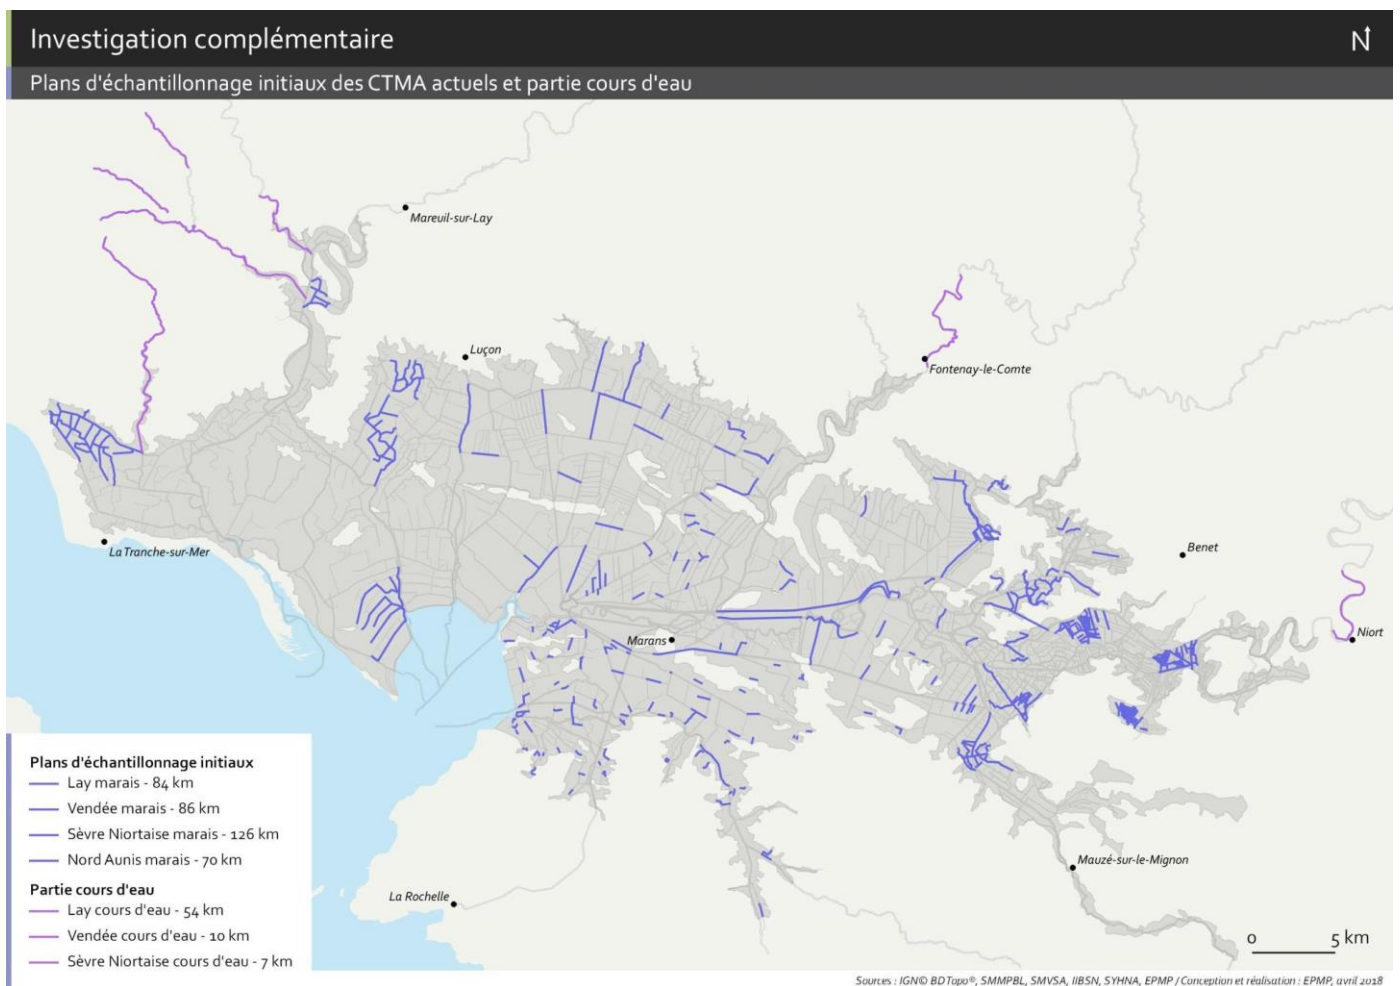 Investigation complémentaire
N
Plans d'échantillonnage initiaux des CTMA actuels et partie cours d'eau
Mareuil-sur-Lay
Luçon
Fontenay-le-Comte
La Tranche-sur-Mer
Benet
Marans
Niort
Plans d'échantillonnage initiaux
Lay marais - 84 km
Vendée marais - 86 km
Sèvre Niortaise marais - 126 km
Nord Aunis marais - 70 km
Partie cours d'eau
Lay cours d'eau - 54 km
Vendée cours d'eau - 10 km
Sèvre Niortaise cours d'eau - 7 km
Mauzé-sur-le-Mignon
La Rochelle
0 5 km
Sources : IGN© BDTopo®, SMMPBL, SMVSA, IIBSN, SYHNA, EPMP / Conception et réalisation : EPMP, avril 2018